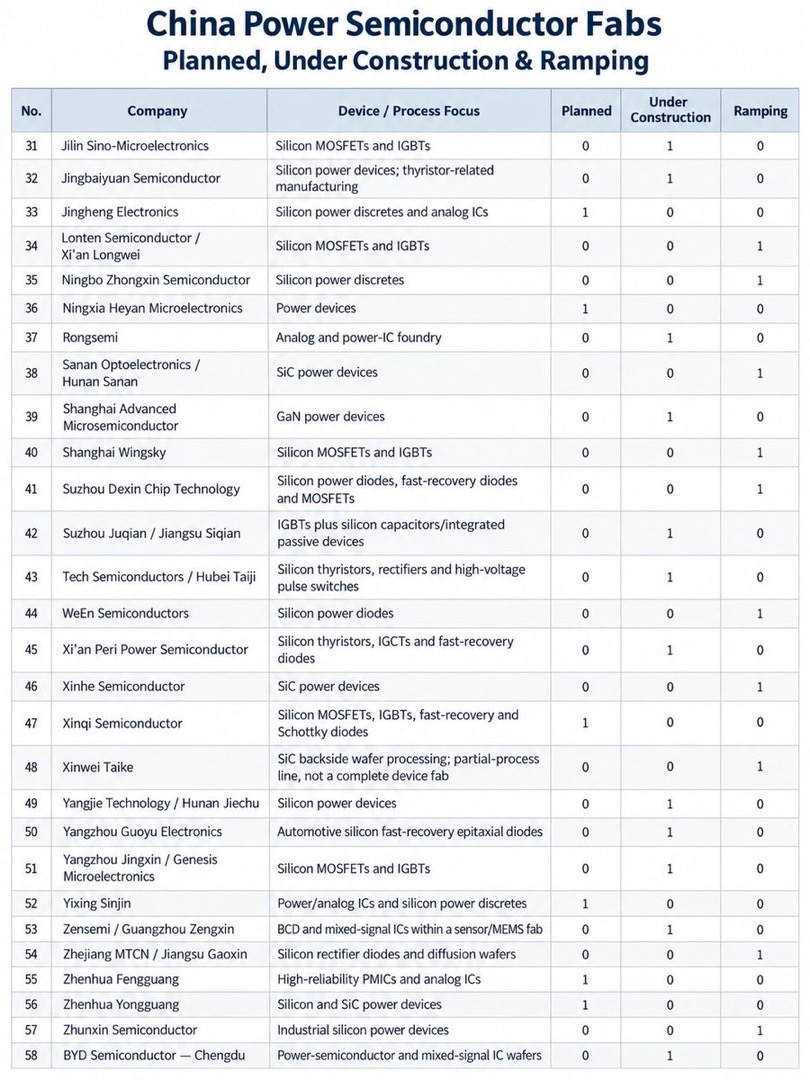 China Power Semiconductor Fabs
Planned, Under Construction & Ramping
No. Company Device / Process Focus Planned Under Construction Ramping
31 Jilin Sino-Microelectronics Silicon MOSFETs and IGBTs 0 1 0
32 Jingbaiyuan Semiconductor Silicon power devices; thyristor-related manufacturing 0 1 0
33 Jingheng Electronics Silicon power discretes and analog ICs 1 0 0
34 Lonten Semiconductor / Xi'an Longwei Silicon MOSFETs and IGBTs 0 0 1
35 Ningbo Zhongxin Semiconductor Silicon power discretes 0 0 1
36 Ningxia Heyan Microelectronics Power devices 1 0 0
37 Rongsemi Analog and power-IC foundry 0 1 0
38 Sanan Optoelectronics / Hunan Sanan SiC power devices 0 0 1
39 Shanghai Advanced Microsemiconductor GaN power devices 0 1 0
40 Shanghai Wingsky Silicon MOSFETs and IGBTs 0 0 1
41 Suzhou Dexin Chip Technology Silicon power diodes, fast-recovery diodes and MOSFETs 0 0 1
42 Suzhou Juqian / Jiangsu Siqian IGBTs plus silicon capacitors/integrated passive devices 0 1 0
43 Tech Semiconductors / Hubei Taiji Silicon thyristors, rectifiers and high-voltage pulse switches 0 1 0
44 WeEn Semiconductors Silicon power diodes 0 0 1
45 Xi'an Peri Power Semiconductor Silicon thyristors, IGCTs and fast-recovery diodes 0 1 0
46 Xinhe Semiconductor SiC power devices 0 0 1
47 Xinqi Semiconductor Silicon MOSFETs, IGBTs, fast-recovery and Schottky diodes 1 0 0
48 Xinwei Taike SiC backside wafer processing; partial-process line, not a complete device fab 0 0 1
49 Yangjie Technology / Hunan Jiechu Silicon power devices 0 1 0
50 Yangzhou Guoyu Electronics Automotive silicon fast-recovery epitaxial diodes 0 1 0
51 Yangzhou Jingxin / Genesis Microelectronics Silicon MOSFETs and IGBTs 0 1 0
52 Yixing Sinjin Power/analog ICs and silicon power discretes 1 0 0
53 Zensemi / Guangzhou Zengxin BCD and mixed-signal ICs within a sensor/MEMS fab 0 1 0
54 Zhejiang MTCN / Jiangsu Gaoxin Silicon rectifier diodes and diffusion wafers 0 0 1
55 Zhenhua Fengguang High-reliability PMICs and analog ICs 1 0 0
56 Zhenhua Yongguang Silicon and SiC power devices 1 0 0
57 Zhunxin Semiconductor Industrial silicon power devices 0 0 1
58 BYD Semiconductor — Chengdu Power-semiconductor and mixed-signal IC wafers 0 1 0